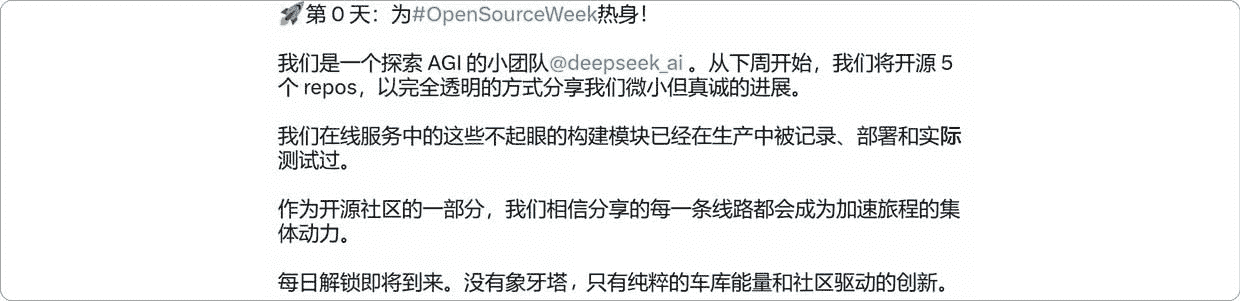 🚀第 0 天：为#OpenSourceWeek热身！
我们是一个探索 AGI 的小团队@deepseek_ai 。从下周开始，我们将开源 5
个 repos，以完全透明的方式分享我们微小但真诚的进展。
我们在线服务中的这些不起眼的构建模块已经在生产中被记录、部署和实际
测试过。
作为开源社区的一部分，我们相信分享的每一条线路都会成为加速旅程的集
体动力。
每日解锁即将到来。没有象牙塔，只有纯粹的车库能量和社区驱动的创新。